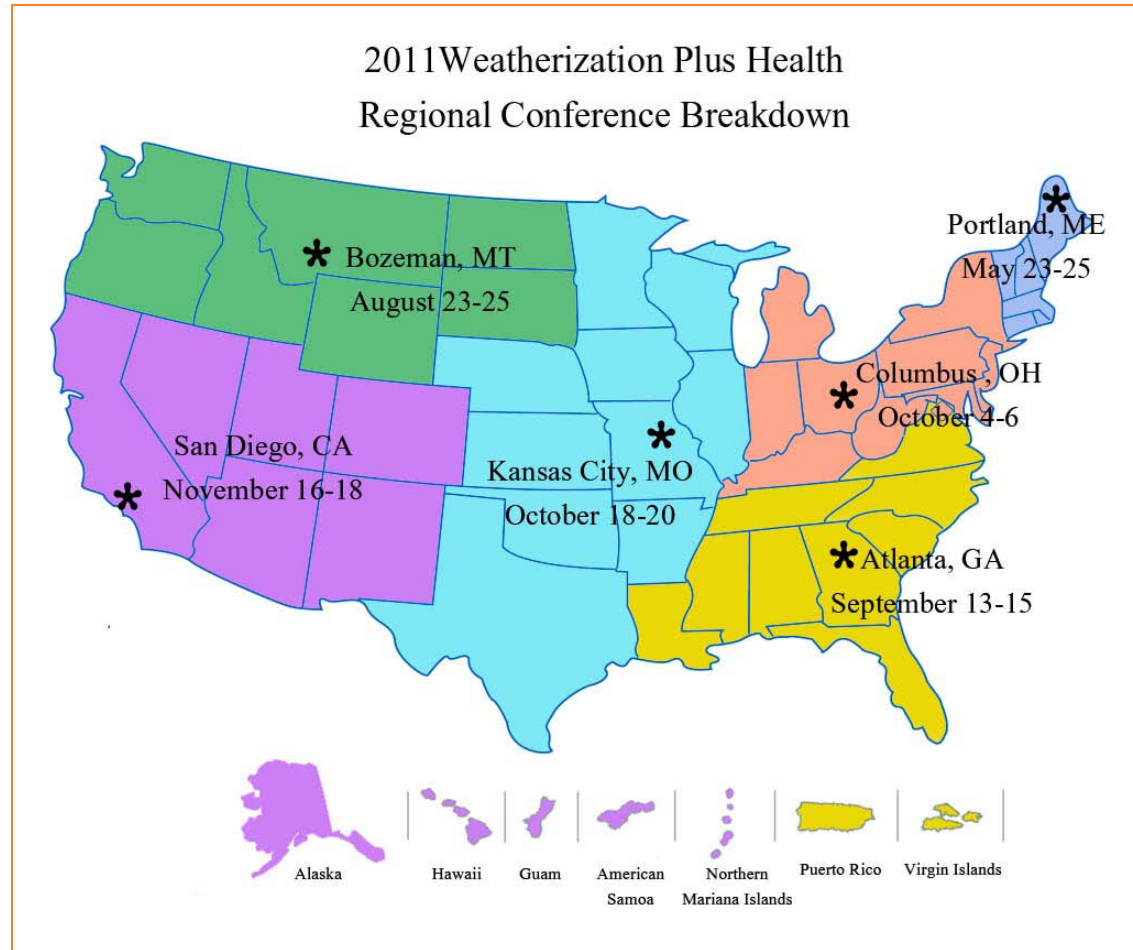 2011Weatherization Plus Health
Regional Conference Breakdown
Portland, ME
May 23-25
Bozeman, MT
August 23-25
Columbus , OH
October 4-6
San Diego, CA
November 16-18
Kansas City, MO
October 18-20
Atlanta, GA
September 13-15
Alaska
Hawaii
Guam
American
Samoa
Northern
Mariana Islands
Puerto Rico
Virgin Islands